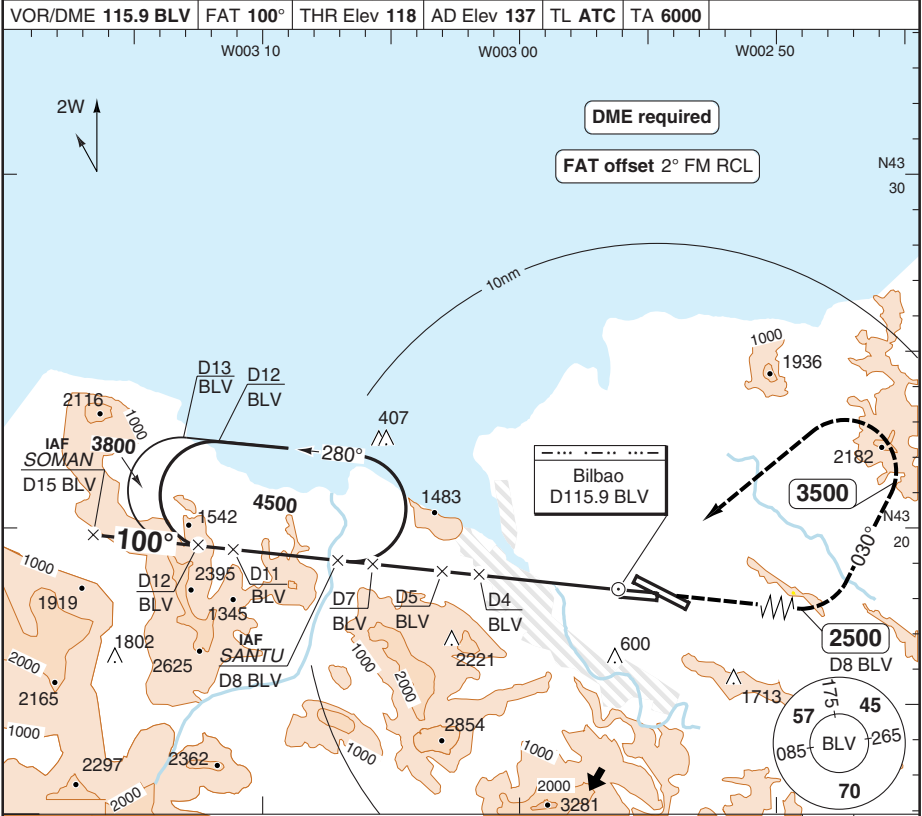 VOR/DME 115.9 BLV FAT 100° THR Elev 118 AD Elev 137 TL ATC TA 6000
W003 10
W003 00
W002 50
2W
DME required
FAT offset 2° FM RCL
N43
30
10nm
1000
1936
D13
BLV
D12
BLV
2116
1000
407
IAF
SOMAN
D15 BLV
3800
280°
2182
Bilbao
D115.9 BLV
3500
1483
4500
1542
N43
20
100°
030°
1000
D12
BLV
2395
D11
BLV
1345
D7
BLV
D5
BLV
D4
BLV
1919
1802
IAF
SANTU
D8 BLV
600
2500
D8 BLV
2625
2221
2000
1000
2000
1713
2165
175
57
45
085
BLV
265
70
1000
2854
1000
1000
2362
2297
2000
2000
3281